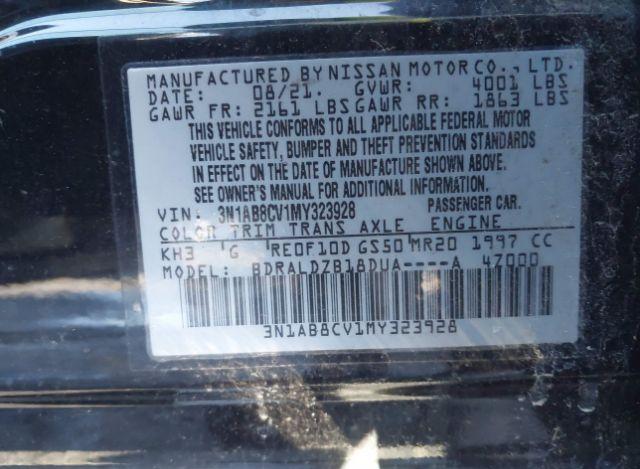 MANUFACTURED BY NISSAN MOTOR CO., LTD.
DATE: 08/21. GVWR: 4001 LBS
GAWR FR: 2161 LBS GAWR RR: 1863 LBS
THIS VEHICLE CONFORMS TO ALL APPLICABLE FEDERAL MOTOR
VEHICLE SAFETY, BUMPER AND THEFT PREVENTION STANDARDS
IN EFFECT ON THE DATE OF MANUFACTURE SHOWN ABOVE.
SEE OWNER'S MANUAL FOR ADDITIONAL INFORMATION.
VIN: 3N1AB8CV1MY323928 PASSENGER CAR.
COLOR TRIM TRANS AXLE ENGINE
KH3 G RE0F10D GS50 MR20 1997 CC
MODEL: BDRALDZB18DUA----A 4Z000
3N1AB8CV1MY323928